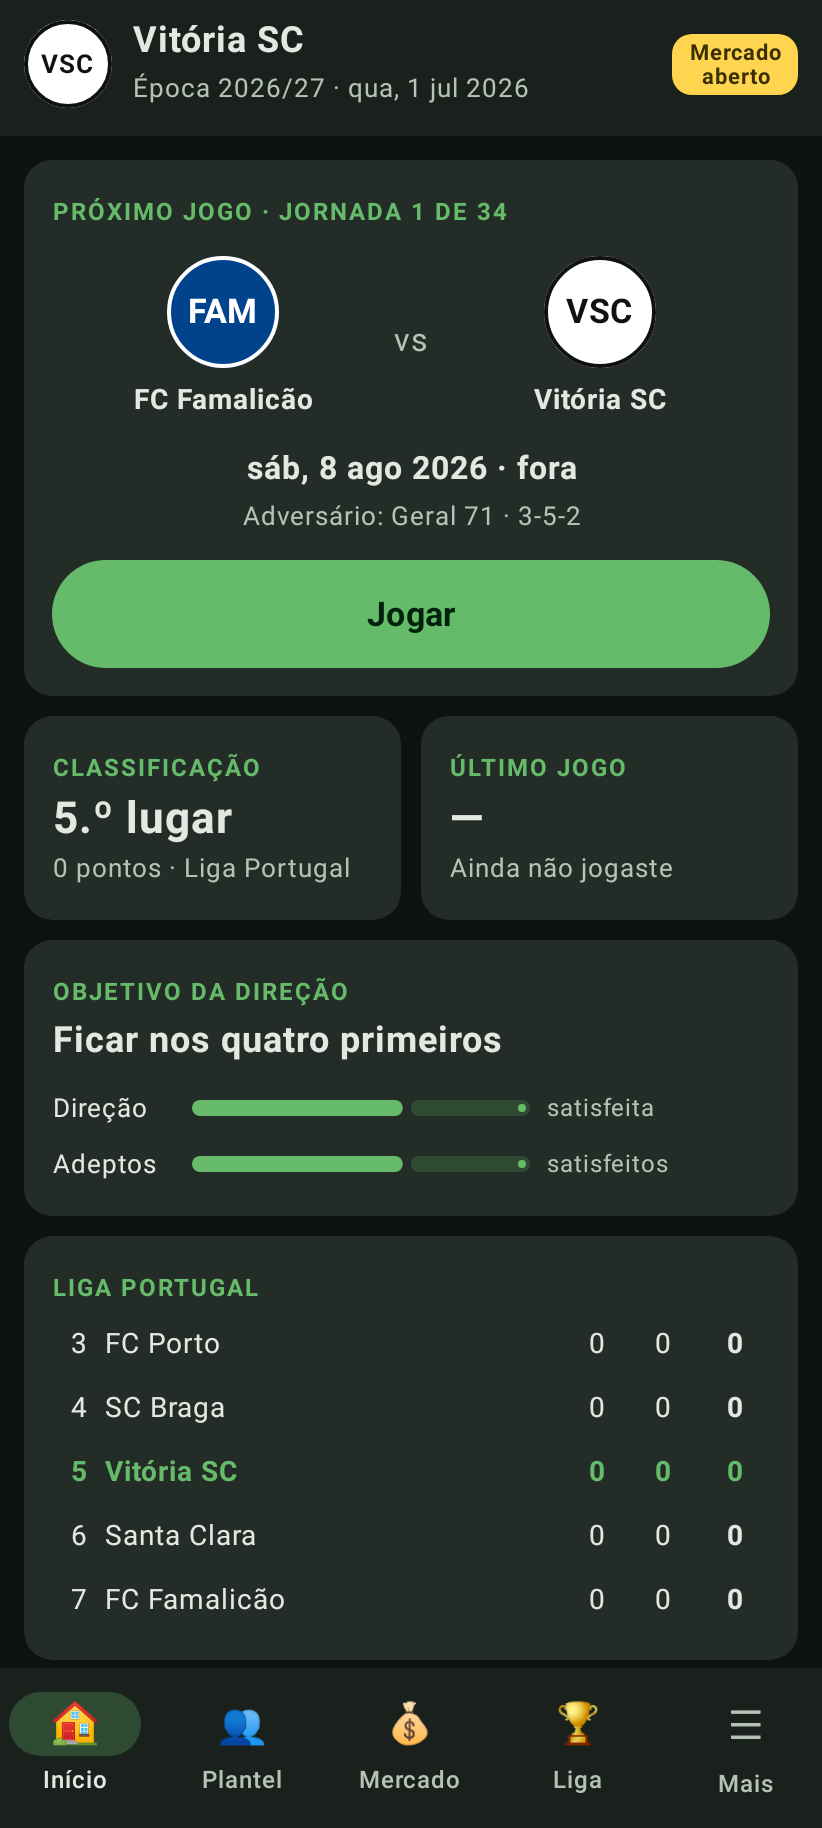 VSC
Vitória SC
Época 2026/27 · qua, 1 jul 2026
Mercado
aberto
PRÓXIMO JOGO · JORNADA 1 DE 34
FAM
vs
VSC
FC Famalicão
Vitória SC
sáb, 8 ago 2026 · fora
Adversário: Geral 71 · 3-5-2
Jogar
CLASSIFICAÇÃO
5.º lugar
0 pontos · Liga Portugal
ÚLTIMO JOGO
—
Ainda não jogaste
OBJETIVO DA DIREÇÃO
Ficar nos quatro primeiros
Direção satisfeita
Adeptos satisfeitos
LIGA PORTUGAL
3 FC Porto 0 0 0
4 SC Braga 0 0 0
5 Vitória SC 0 0 0
6 Santa Clara 0 0 0
7 FC Famalicão 0 0 0
Início Plantel Mercado Liga Mais